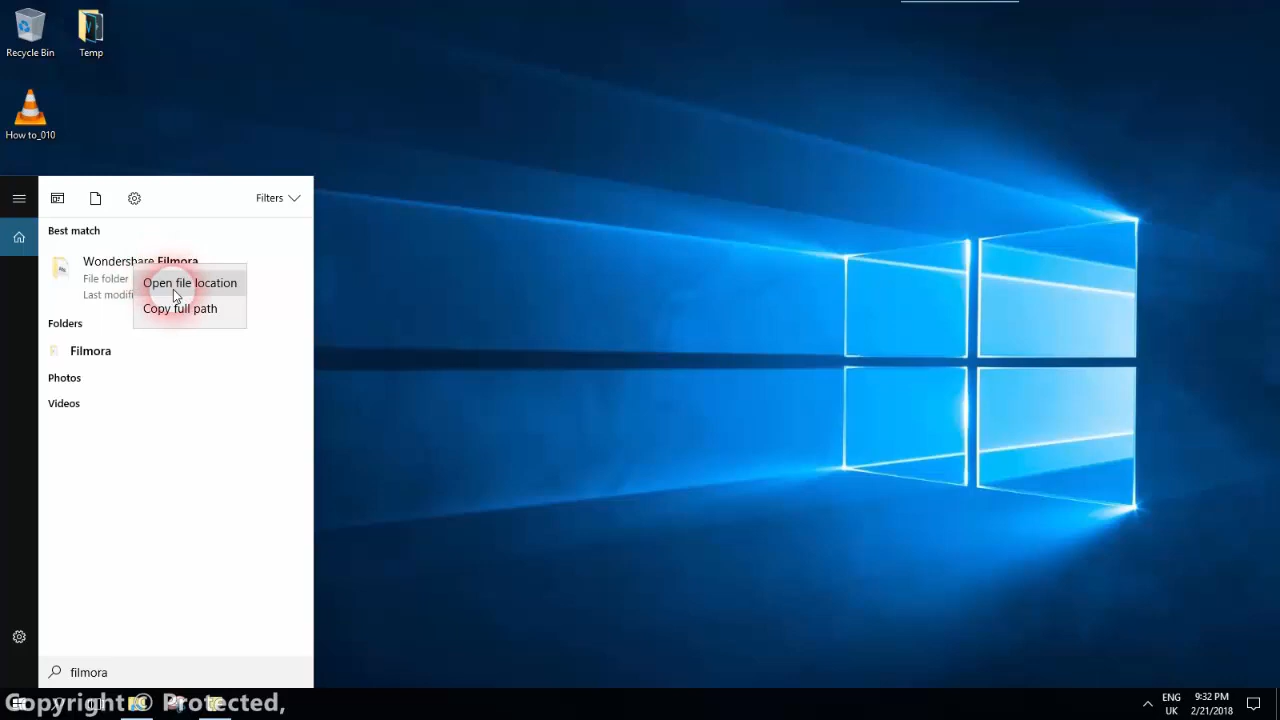 Recycle Bin
Temp
How to_010
Filters
Best match
Wondershare Filmora
File folder
Last modifi
Open file location
Copy full path
Folders
Filmora
Photos
Videos
filmora
Copyright © Protected,
ENG
UK
9:32 PM
2/21/2018